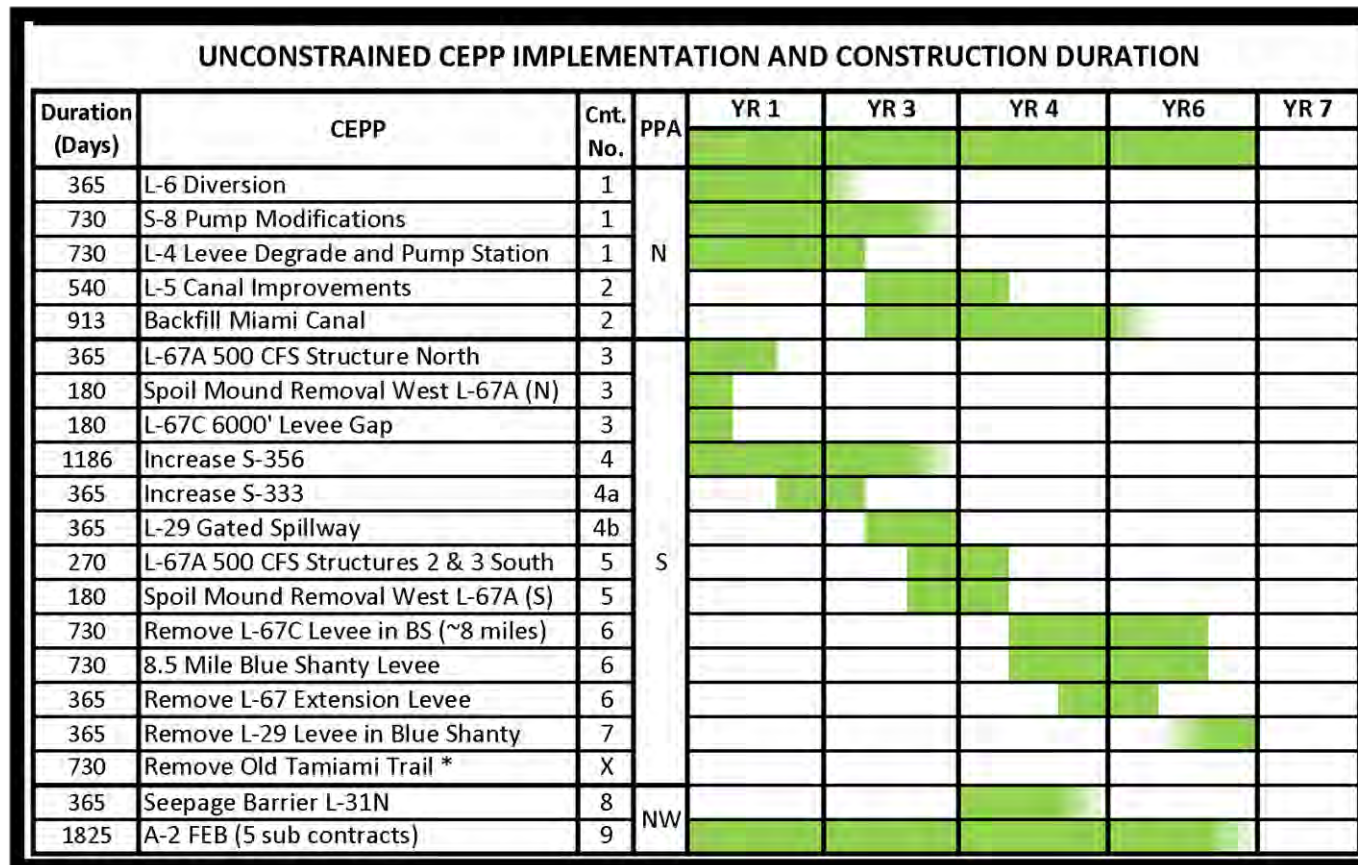 UNCONSTRAINED CEPP IMPLEMENTATION AND CONSTRUCTION DURATION
Duration (Days) CEPP Cnt. No. PPA YR 1 YR 3 YR 4 YR6 YR 7
365 L-6 Diversion 1
730 S-8 Pump Modifications 1
730 L-4 Levee Degrade and Pump Station 1 N
540 L-5 Canal Improvements 2
913 Backfill Miami Canal 2
365 L-67A 500 CFS Structure North 3
180 Spoil Mound Removal West L-67A (N) 3
180 L-67C 6000' Levee Gap 3
1186 Increase S-356 4
365 Increase S-333 4a
365 L-29 Gated Spillway 4b
270 L-67A 500 CFS Structures 2 & 3 South 5 S
180 Spoil Mound Removal West L-67A (S) 5
730 Remove L-67C Levee in BS (~8 miles) 6
730 8.5 Mile Blue Shanty Levee 6
365 Remove L-67 Extension Levee 6
365 Remove L-29 Levee in Blue Shanty 7
730 Remove Old Tamiami Trail * X
365 Seepage Barrier L-31N 8 NW
1825 A-2 FEB (5 sub contracts) 9